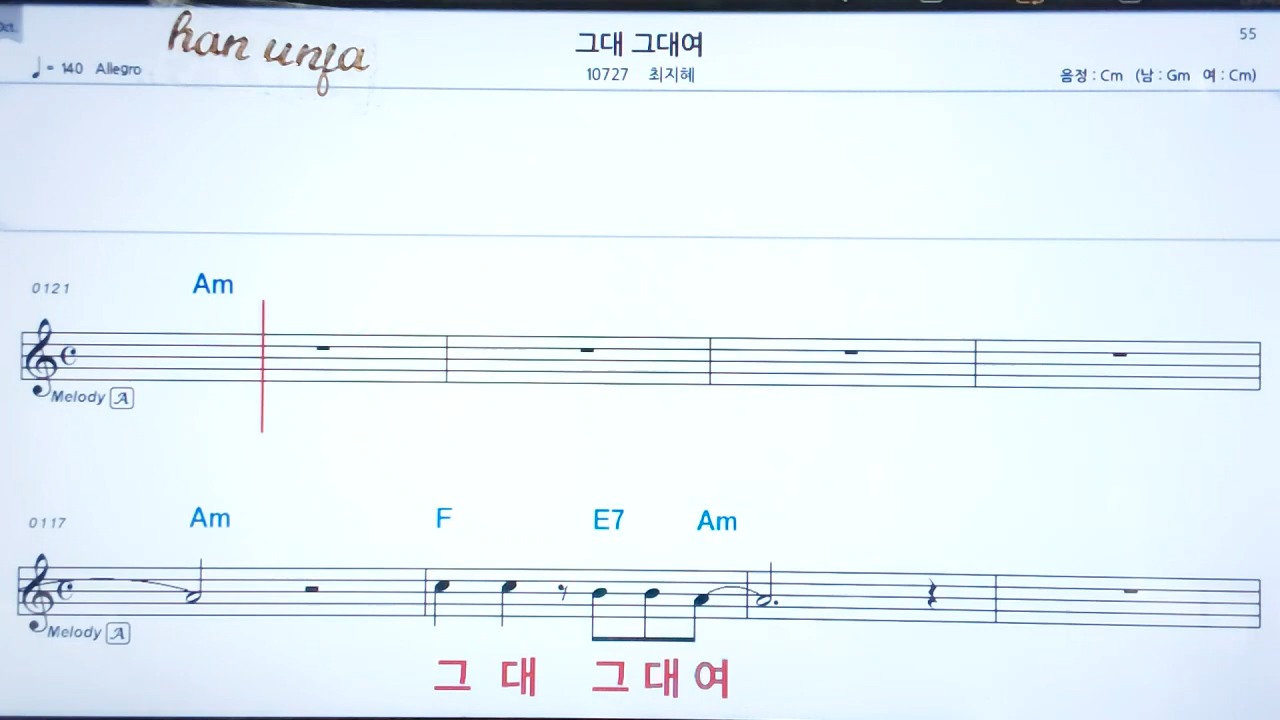 Oct.
han unja
그대 그대여
55
♩= 140 Allegro
10727 최지혜
음정 : Cm (남 : Gm 여 : Cm)
0121
Am
Melody A
0117
Am F E7 Am
Melody A
그 대 그 대 여